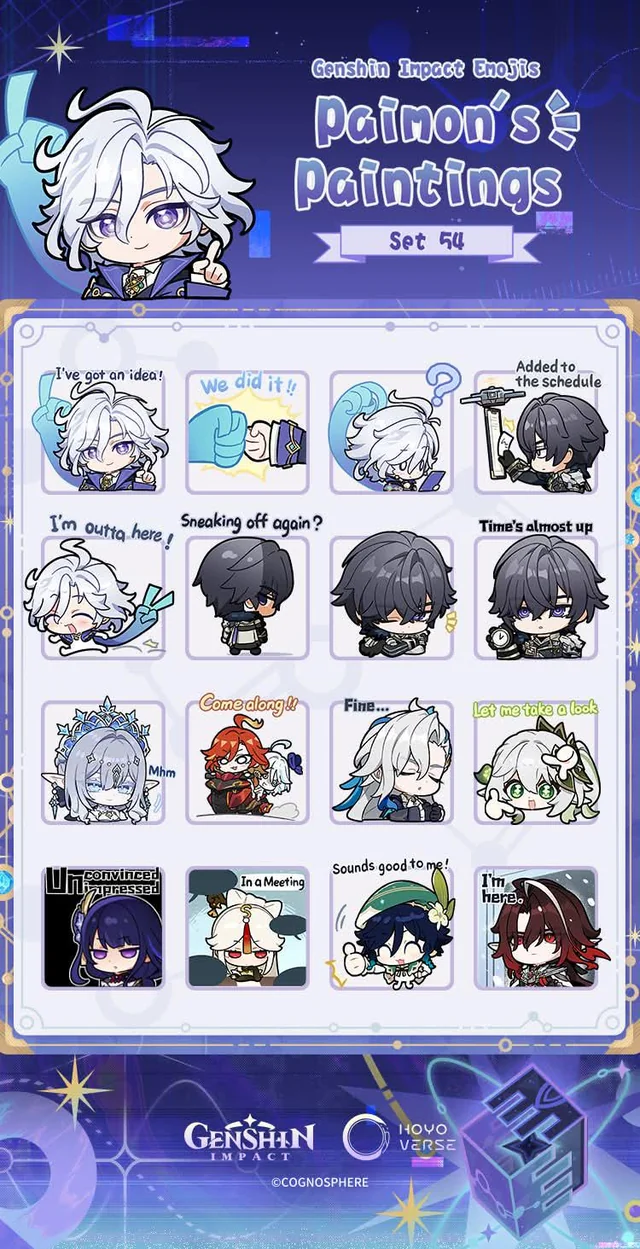 Genshin Impact Emojis
Paimon's
Paintings
Set 54
I've got an idea!
We did it!!
?
Added to
the schedule
I'm outta here!
Sneaking off again?
Time's almost up
Mhm
Come along!!
Fine...
Let me take a look
Unconvinced
Unimpressed
In a Meeting
Sounds good to me!
I'm
here.
GENSHIN
IMPACT
HOYO
VERSE
©COGNOSPHERE